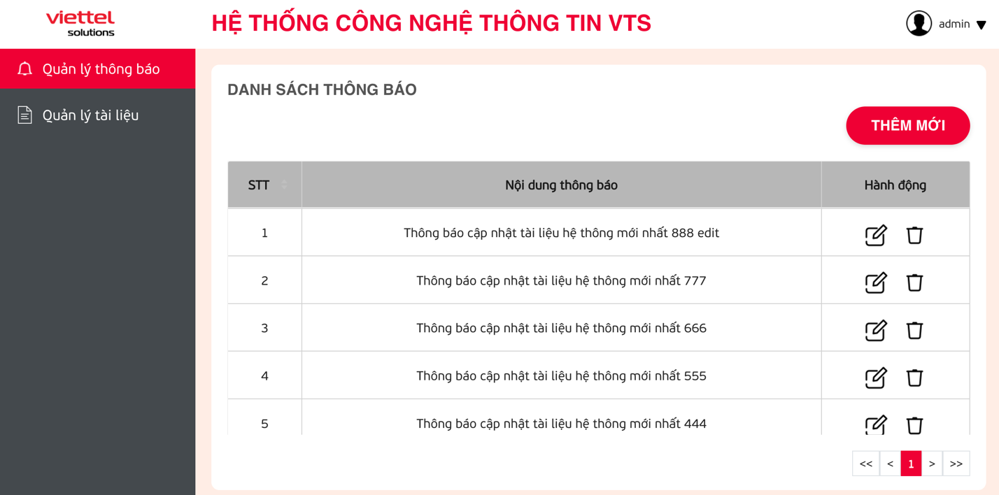 viettel
solutions
HỆ THỐNG CÔNG NGHỆ THÔNG TIN VTS
admin
Quản lý thông báo
Quản lý tài liệu
DANH SÁCH THÔNG BÁO
THÊM MỚI
STT Nội dung thông báo Hành động
1 Thông báo cập nhật tài liệu hệ thông mới nhất 888 edit
2 Thông báo cập nhật tài liệu hệ thông mới nhất 777
3 Thông báo cập nhật tài liệu hệ thông mới nhất 666
4 Thông báo cập nhật tài liệu hệ thông mới nhất 555
5 Thông báo cập nhật tài liệu hệ thông mới nhất 444
<< < 1 > >>